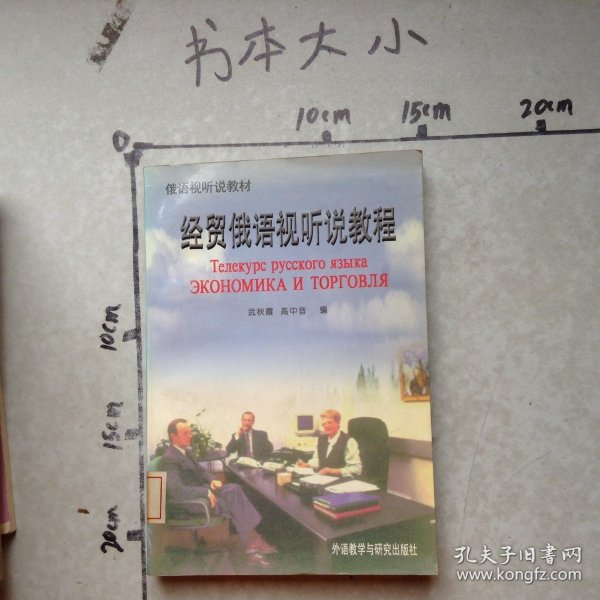 书本大小
10cm 15cm 20cm
0
俄语视听说教材
经贸俄语视听说教程
Телекурс русского языка
ЭКОНОМИКА И ТОРГОВЛЯ
武秋霞 高中音 编
10cm
15cm
20cm
外语教学与研究出版社
孔夫子旧书网
www.kongfz.com